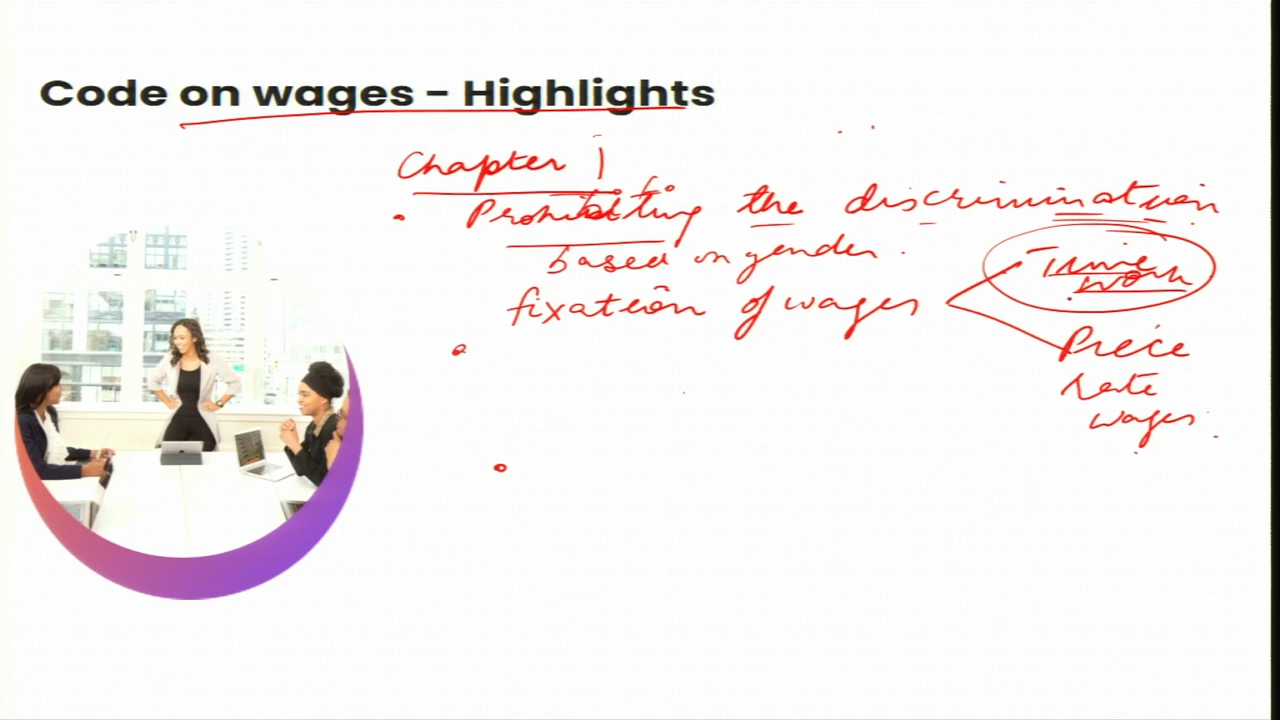 Code on wages - Highlights
Chapter 1
Prohibiting the discrimination
based on gender.
fixation of wages
Time
work
Piece
rate
wages